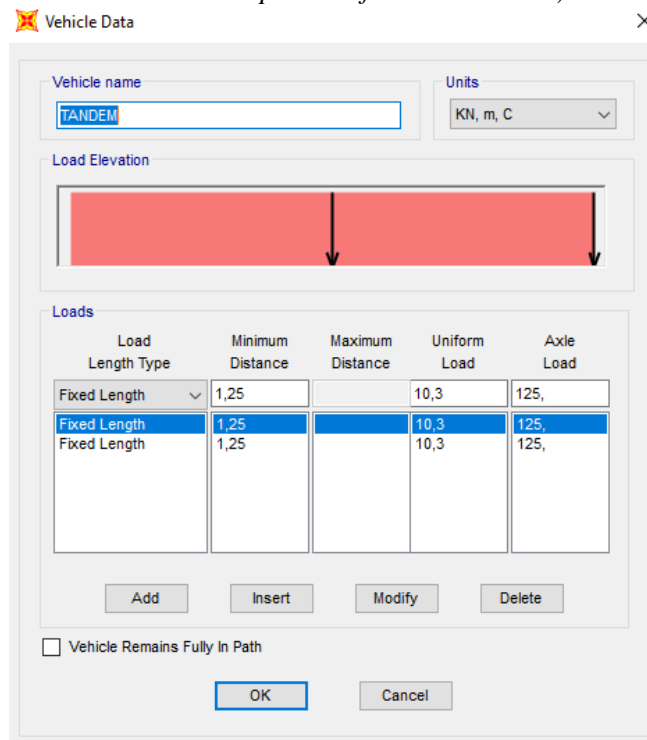 Vehicle Data
Vehicle name
Units
TANDEM
KN, m, C
Load Elevation
Loads
Load Length Type
Minimum Distance
Maximum Distance
Uniform Load
Axle Load
Fixed Length 1,25 10,3 125,
Fixed Length 1,25 10,3 125,
Fixed Length 1,25 10,3 125,
Add Insert Modify Delete
Vehicle Remains Fully In Path
OK Cancel